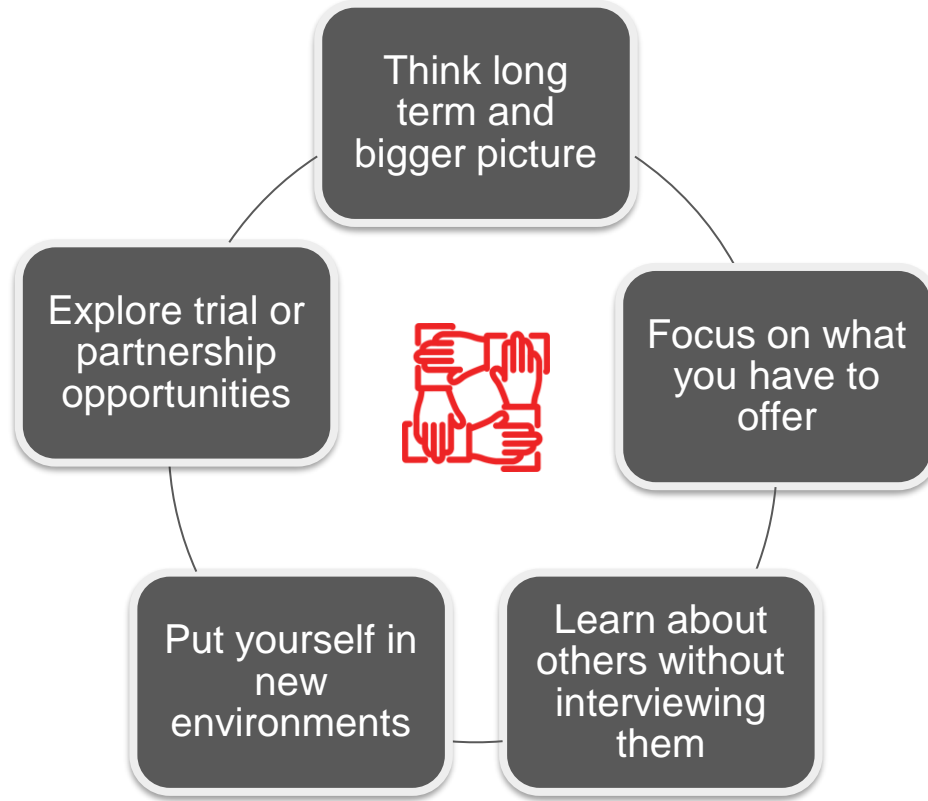 Think long
term and
bigger picture
Focus on what
you have to
offer
Learn about
others without
interviewing
them
Put yourself in
new
environments
Explore trial or
partnership
opportunities